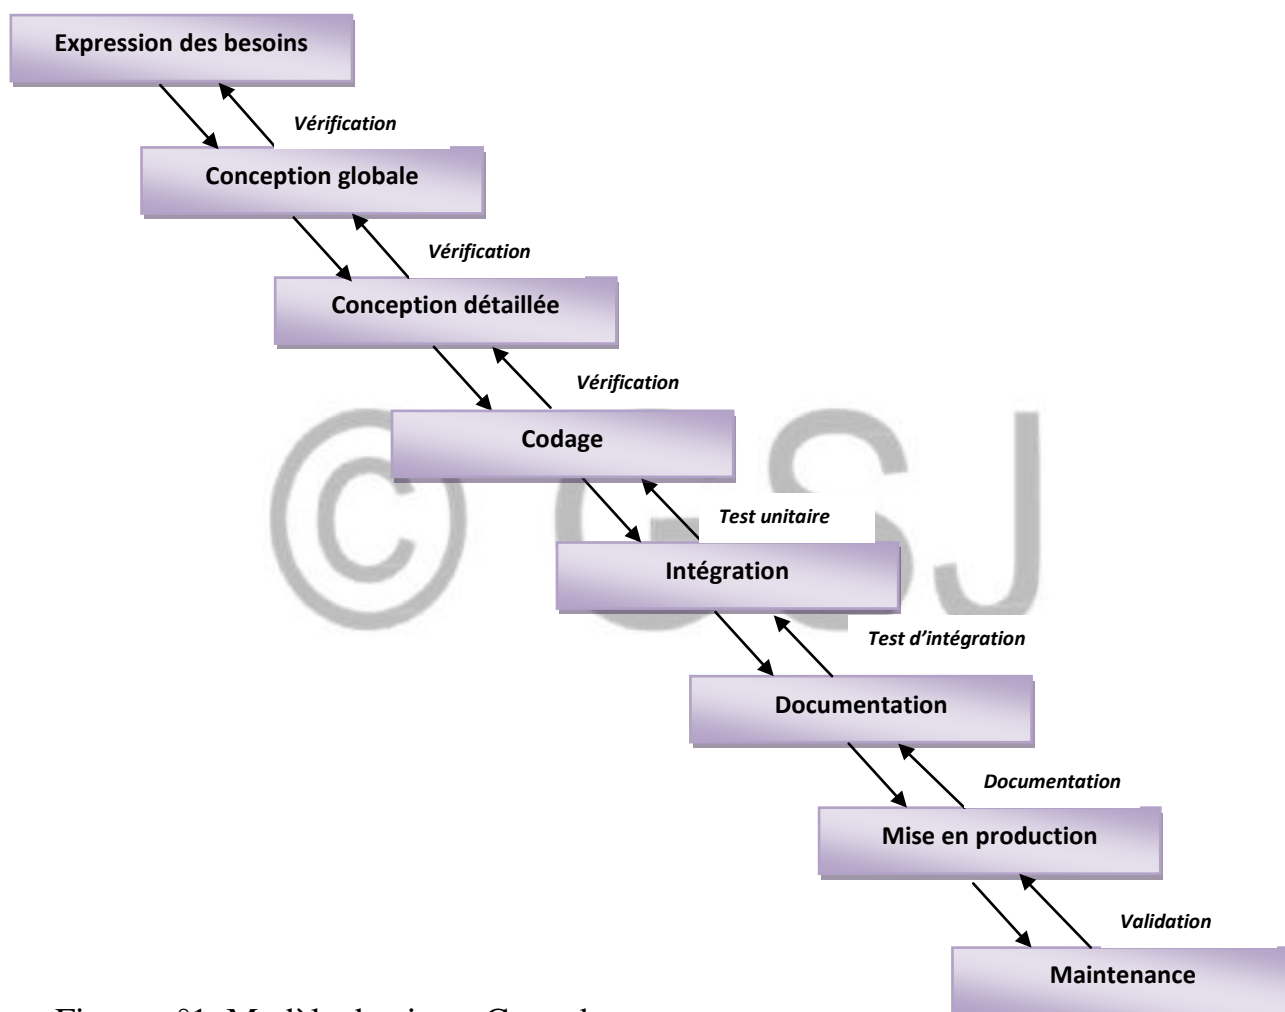 Expression des besoins
Vérification
Conception globale
Vérification
Conception détaillée
Vérification
Codage
© GSJ
Test unitaire
Intégration
Test d’intégration
Documentation
Documentation
Mise en production
Validation
Maintenance